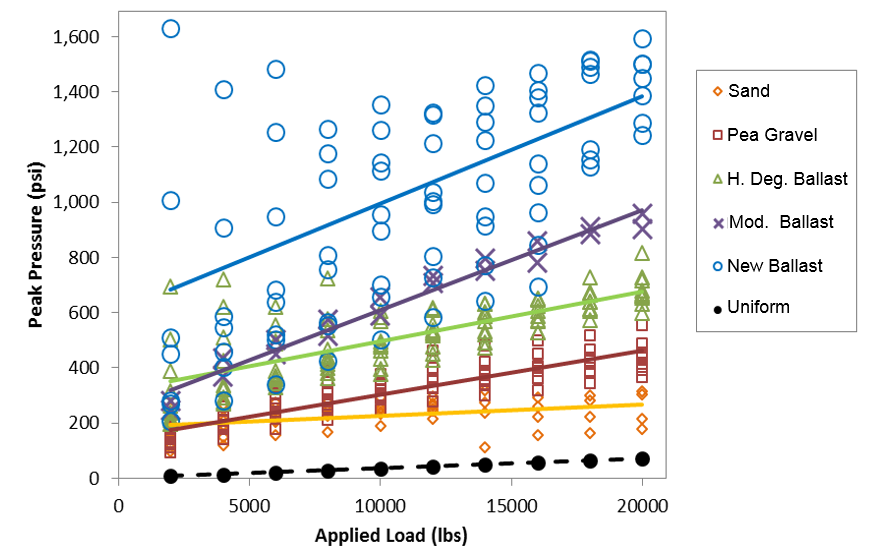 1,600
1,400
1,200
1,000
800
600
400
200
0
Peak Pressure (psi)
0 5000 10000 15000 20000
Applied Load (lbs)
Sand
Pea Gravel
H. Deg. Ballast
Mod. Ballast
New Ballast
Uniform